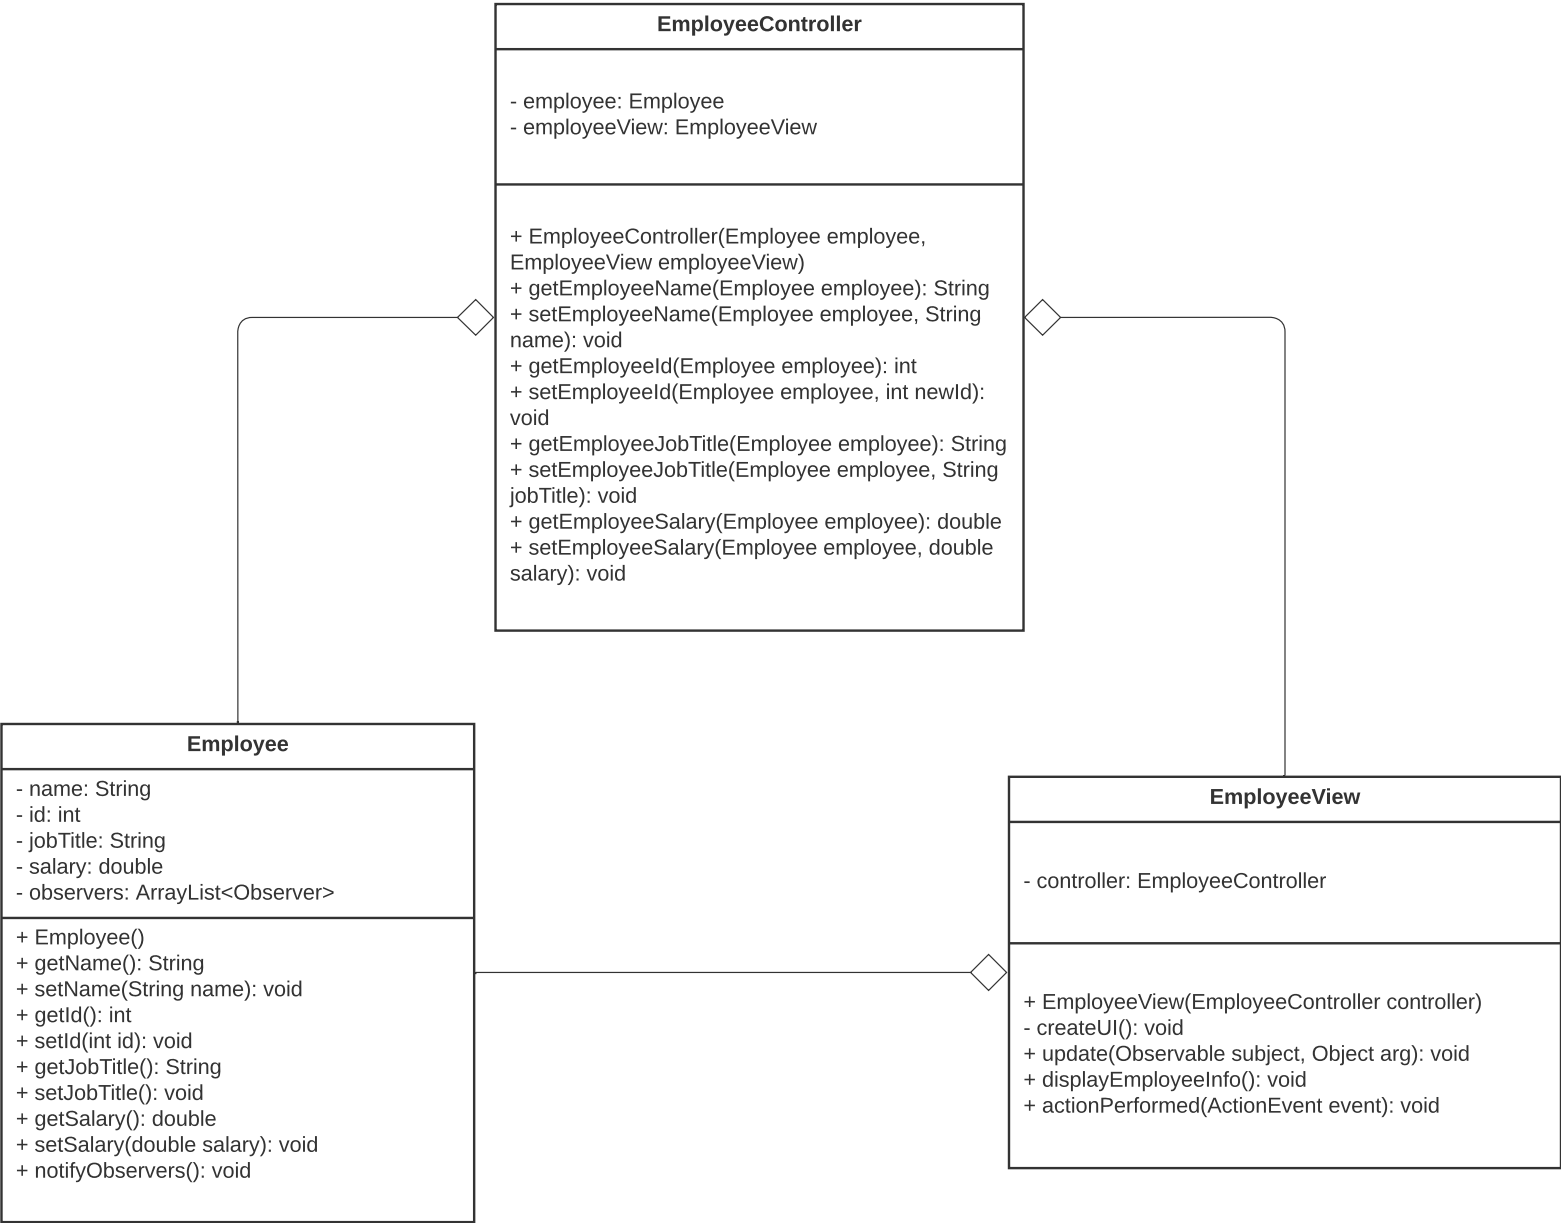 EmployeeController
- employee: Employee
- employeeView: EmployeeView
+ EmployeeController(Employee employee,
EmployeeView employeeView)
+ getEmployeeName(Employee employee): String
+ setEmployeeName(Employee employee, String
name): void
+ getEmployeeId(Employee employee): int
+ setEmployeeId(Employee employee, int newId):
void
+ getEmployeeJobTitle(Employee employee): String
+ setEmployeeJobTitle(Employee employee, String
jobTitle): void
+ getEmployeeSalary(Employee employee): double
+ setEmployeeSalary(Employee employee, double
salary): void
Employee
- name: String
- id: int
- jobTitle: String
- salary: double
- observers: ArrayList<Observer>
+ Employee()
+ getName(): String
+ setName(String name): void
+ getId(): int
+ setId(int id): void
+ getJobTitle(): String
+ setJobTitle(): void
+ getSalary(): double
+ setSalary(double salary): void
+ notifyObservers(): void
EmployeeView
- controller: EmployeeController
+ EmployeeView(EmployeeController controller)
- createUI(): void
+ update(Observable subject, Object arg): void
+ displayEmployeeInfo(): void
+ actionPerformed(ActionEvent event): void